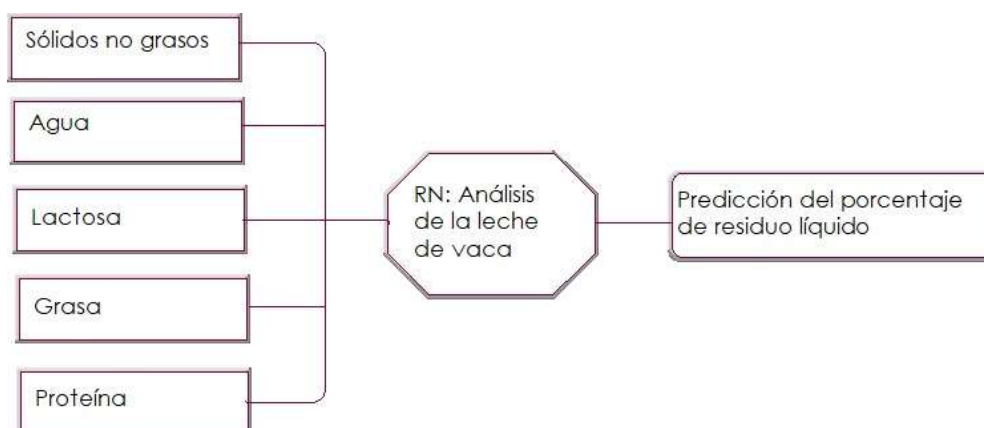 Sólidos no grasos
Agua
Lactosa
Grasa
Proteína
RN: Análisis
de la leche
de vaca
Predicción del porcentaje
de residuo líquido